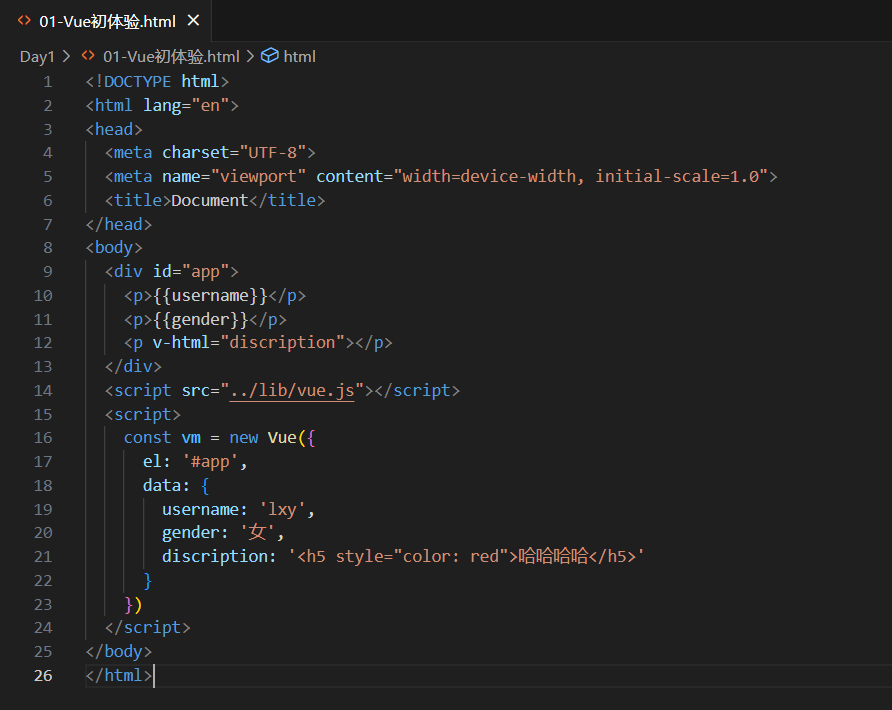 01-Vue初体验.html
Day1 > 01-Vue初体验.html > html
1 <!DOCTYPE html>
2 <html lang="en">
3 <head>
4   <meta charset="UTF-8">
5   <meta name="viewport" content="width=device-width, initial-scale=1.0">
6   <title>Document</title>
7 </head>
8 <body>
9   <div id="app">
10     <p>{{username}}</p>
11     <p>{{gender}}</p>
12     <p v-html="discription"></p>
13   </div>
14   <script src="../lib/vue.js"></script>
15   <script>
16     const vm = new Vue({
17       el: '#app',
18       data: {
19         username: 'lxy',
20         gender: '女',
21         discription: '<h5 style="color: red">哈哈哈哈</h5>'
22       }
23     })
24   </script>
25 </body>
26 </html>